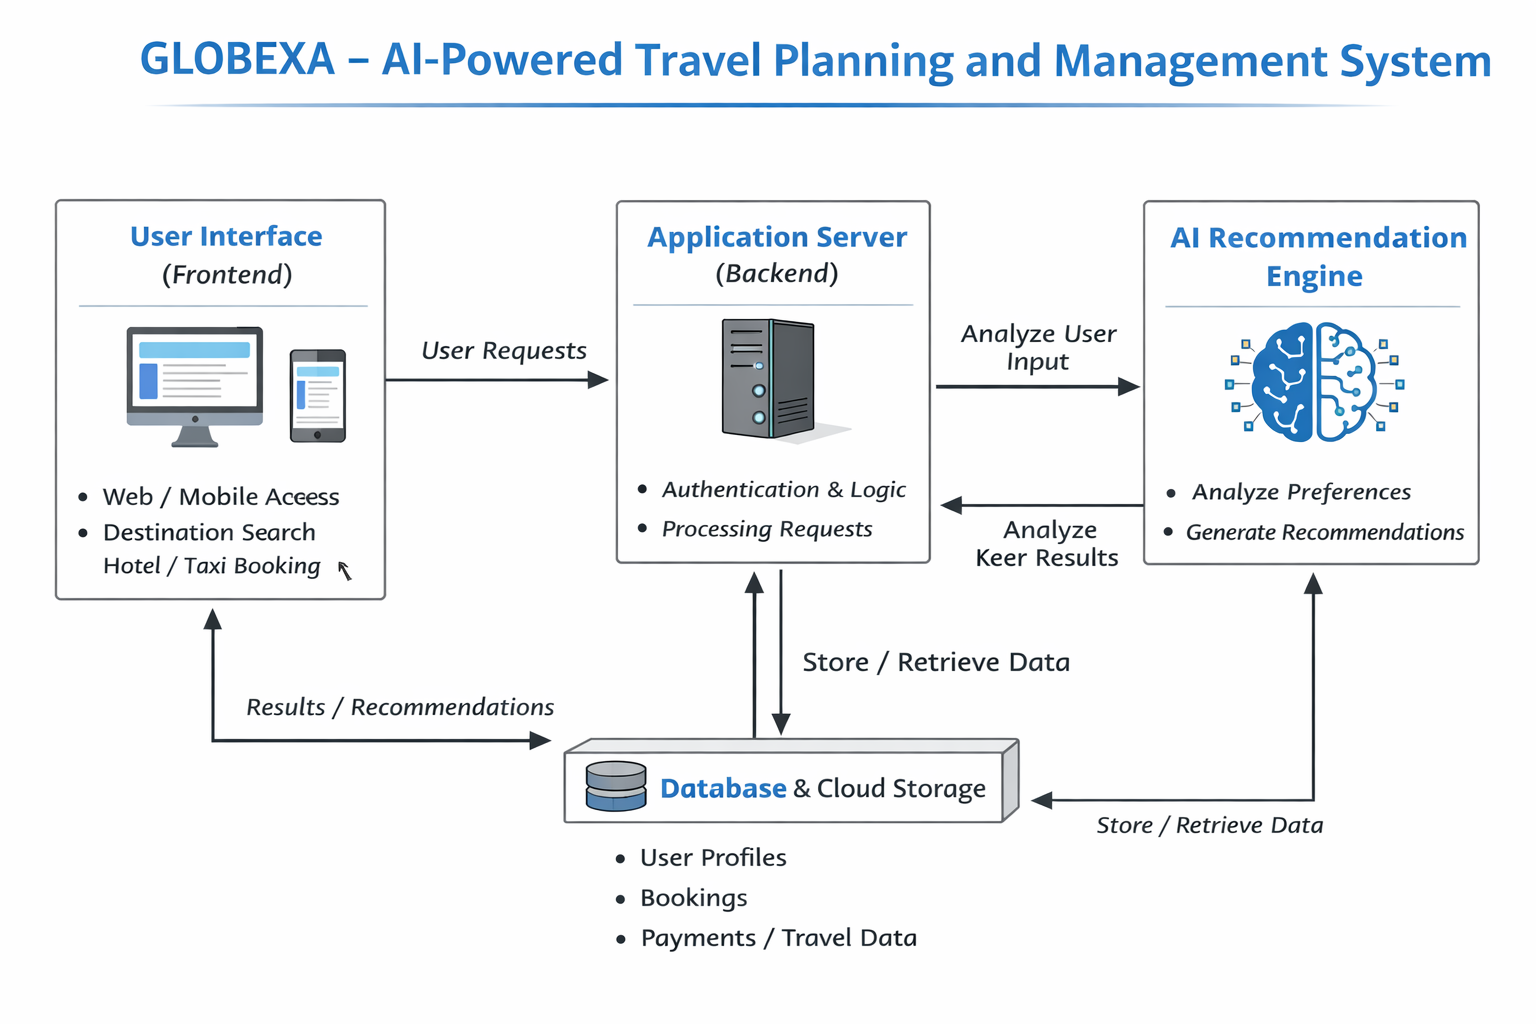 GLOBEXA – AI-Powered Travel Planning and Management System
User Interface
(Frontend)
• Web / Mobile Access
• Destination Search
Hotel / Taxi Booking
User Requests
Application Server
(Backend)
• Authentication & Logic
• Processing Requests
Analyze User
Input
Analyze
Keer Results
AI Recommendation
Engine
• Analyze Preferences
• Generate Recommendations
Results / Recommendations
Store / Retrieve Data
Database & Cloud Storage
Store / Retrieve Data
• User Profiles
• Bookings
• Payments / Travel Data